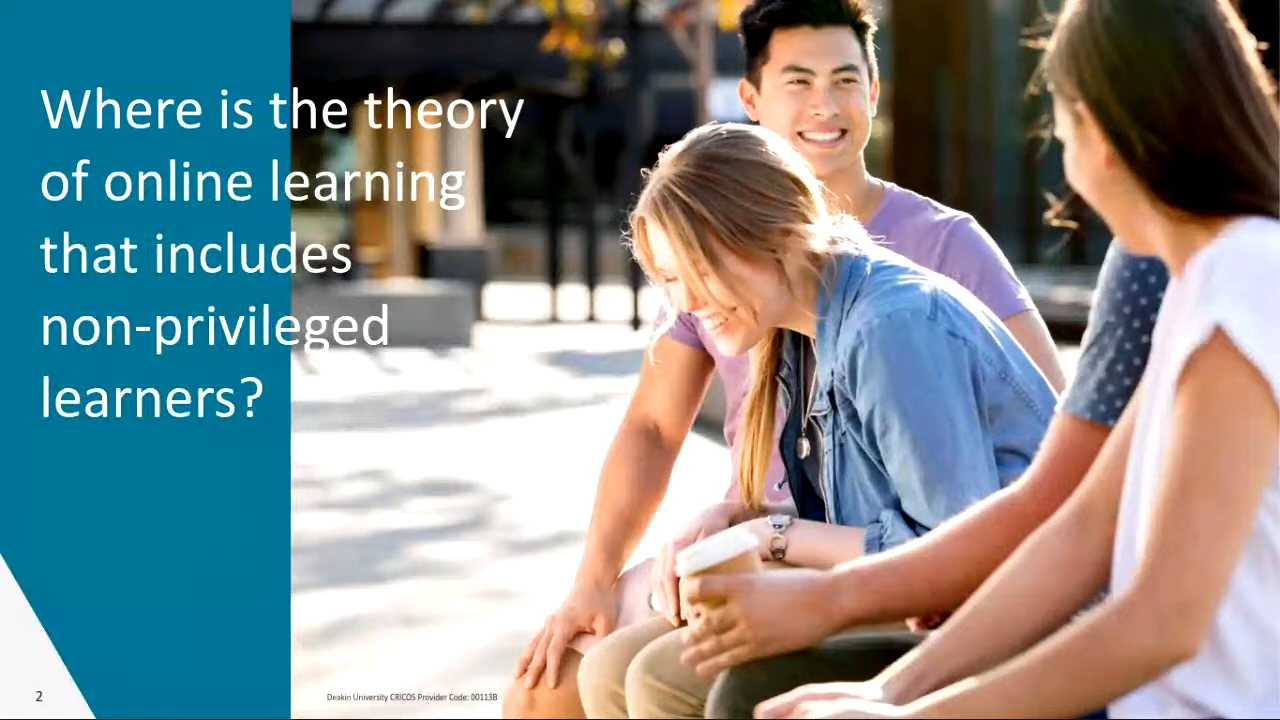 Where is the theory
of online learning
that includes
non-privileged
learners?
2
Deakin University CRICOS Provider Code: 00113B